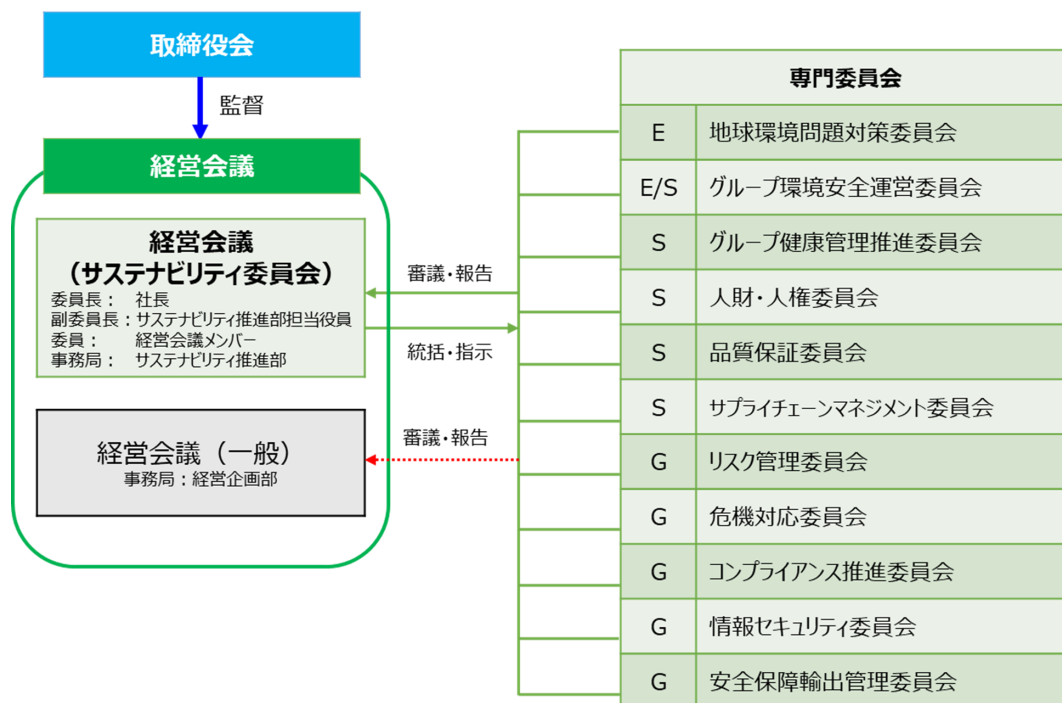 取締役会
監督
経営会議
経営会議
（サステナビリティ委員会）
委員長： 社長
副委員長：サステナビリティ推進部担当役員
委員： 経営会議メンバー
事務局： サステナビリティ推進部
審議・報告
統括・指示
経営会議（一般）
事務局：経営企画部
審議・報告
専門委員会
E 地球環境問題対策委員会
E/S グループ環境安全運営委員会
S グループ健康管理推進委員会
S 人財・人権委員会
S 品質保証委員会
S サプライチェーンマネジメント委員会
G リスク管理委員会
G 危機対応委員会
G コンプライアンス推進委員会
G 情報セキュリティ委員会
G 安全保障輸出管理委員会